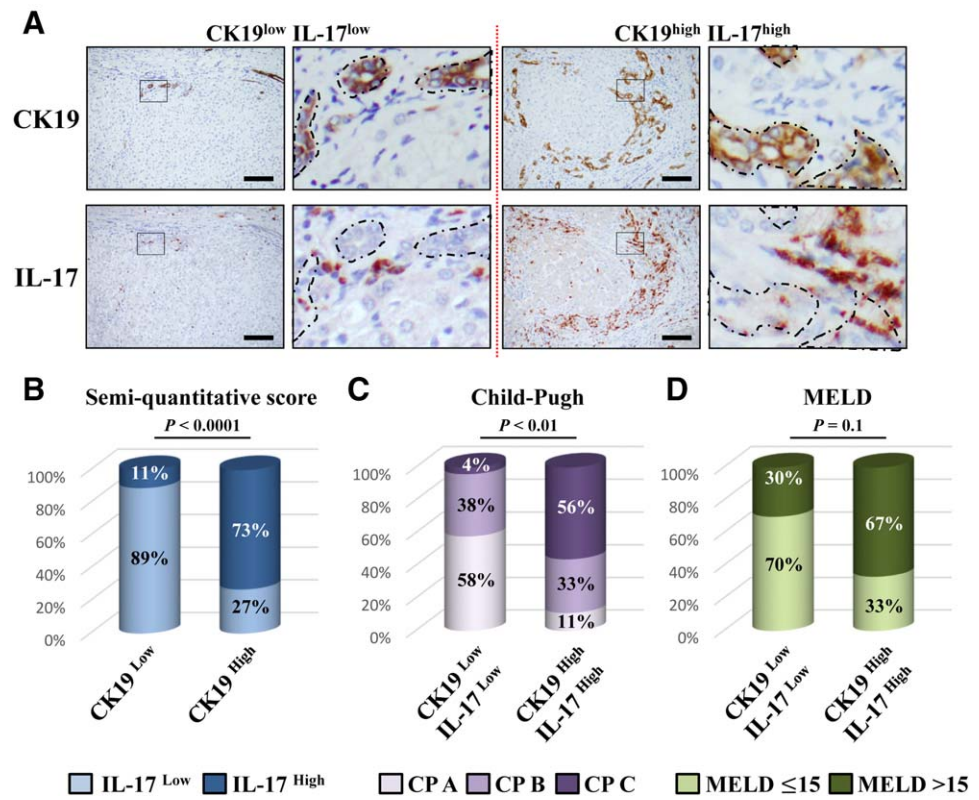 A
CK19low IL-17low
CK19high IL-17high
CK19
IL-17
B
Semi-quantitative score
P < 0.0001
100%
80%
60%
40%
20%
0%
11%
89%
73%
27%
CK19 Low
CK19 High
IL-17 Low
IL-17 High
C
Child-Pugh
P < 0.01
100%
80%
60%
40%
20%
0%
4%
38%
58%
56%
33%
11%
CK19 Low
IL-17 Low
CK19 High
IL-17 High
CP A
CP B
CP C
D
MELD
P = 0.1
100%
80%
60%
40%
20%
0%
30%
70%
67%
33%
CK19 Low
IL-17 Low
CK19 High
IL-17 High
MELD ≤15
MELD >15